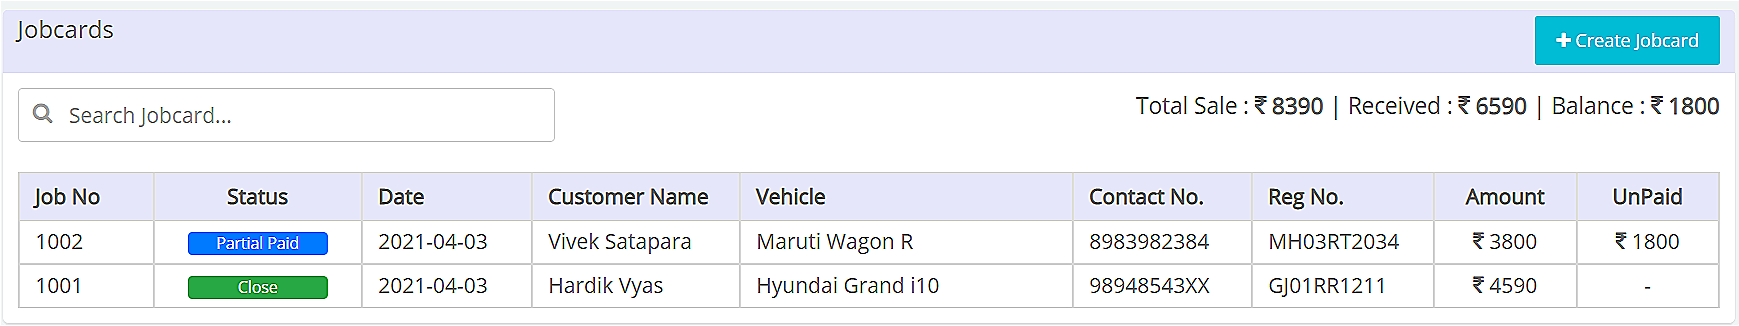 Jobcards
Create Jobcard
Search Jobcard...
Total Sale : ₹ 8390 | Received : ₹ 6590 | Balance : ₹ 1800
Job No Status Date Customer Name Vehicle Contact No. Reg No. Amount UnPaid
1002 Partial Paid 2021-04-03 Vivek Satapara Maruti Wagon R 8983982384 MH03RT2034 ₹ 3800 ₹ 1800
1001 Close 2021-04-03 Hardik Vyas Hyundai Grand i10 98948543XX GJ01RR1211 ₹ 4590 -